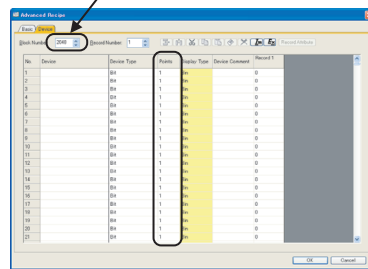 Advanced Recipe
Basic Device
Block Number: 2048 Record Number: 1 Record Attribute
No. Device Device Type Points Display Type Device Comment Record 1
1 Bit 1 Bin 0
2 Bit 1 Bin 0
3 Bit 1 Bin 0
4 Bit 1 Bin 0
5 Bit 1 Bin 0
6 Bit 1 Bin 0
7 Bit 1 Bin 0
8 Bit 1 Bin 0
9 Bit 1 Bin 0
10 Bit 1 Bin 0
11 Bit 1 Bin 0
12 Bit 1 Bin 0
13 Bit 1 Bin 0
14 Bit 1 Bin 0
15 Bit 1 Bin 0
16 Bit 1 Bin 0
17 Bit 1 Bin 0
18 Bit 1 Bin 0
19 Bit 1 Bin 0
20 Bit 1 Bin 0
21 Bit 1 Bin 0
OK Cancel